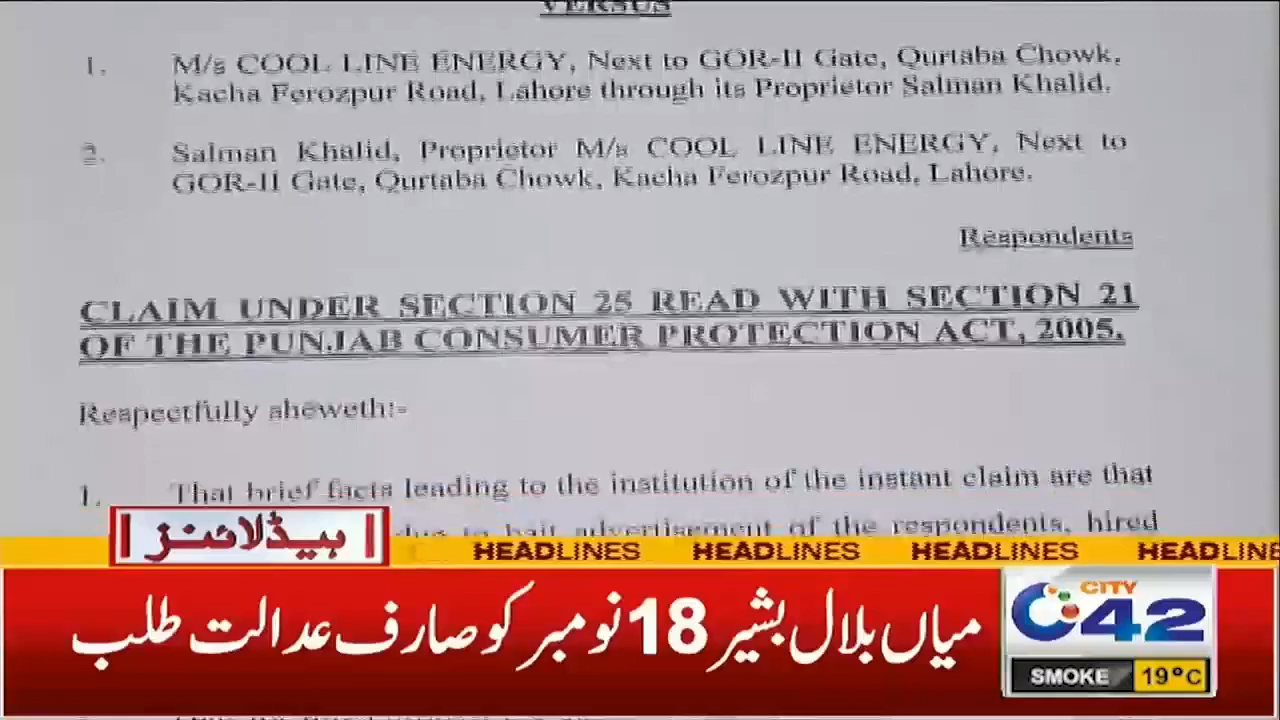 VERSUS
1. M/s COOL LINE ENERGY, Next to GOR-II Gate, Qurtaba Chowk,
Kacha Ferozpur Road, Lahore through its Proprietor Salman Khalid.
2. Salman Khalid, Proprietor M/s COOL LINE ENERGY, Next to
GOR-II Gate, Qurtaba Chowk, Kacha Ferozpur Road, Lahore.
Respondents
CLAIM UNDER SECTION 25 READ WITH SECTION 21
OF THE PUNJAB CONSUMER PROTECTION ACT, 2005.
Respectfully sheweth:-
1. That brief facts leading to the institution of the instant claim are that
due to bait advertisement of the respondents, hired
ہیڈلائنز
HEADLINES HEADLINES HEADLINES HEADLINE
میاں بلال بشیر 18 نومبر کو صارف عدالت طلب
CITY
42
SMOKE 19°C